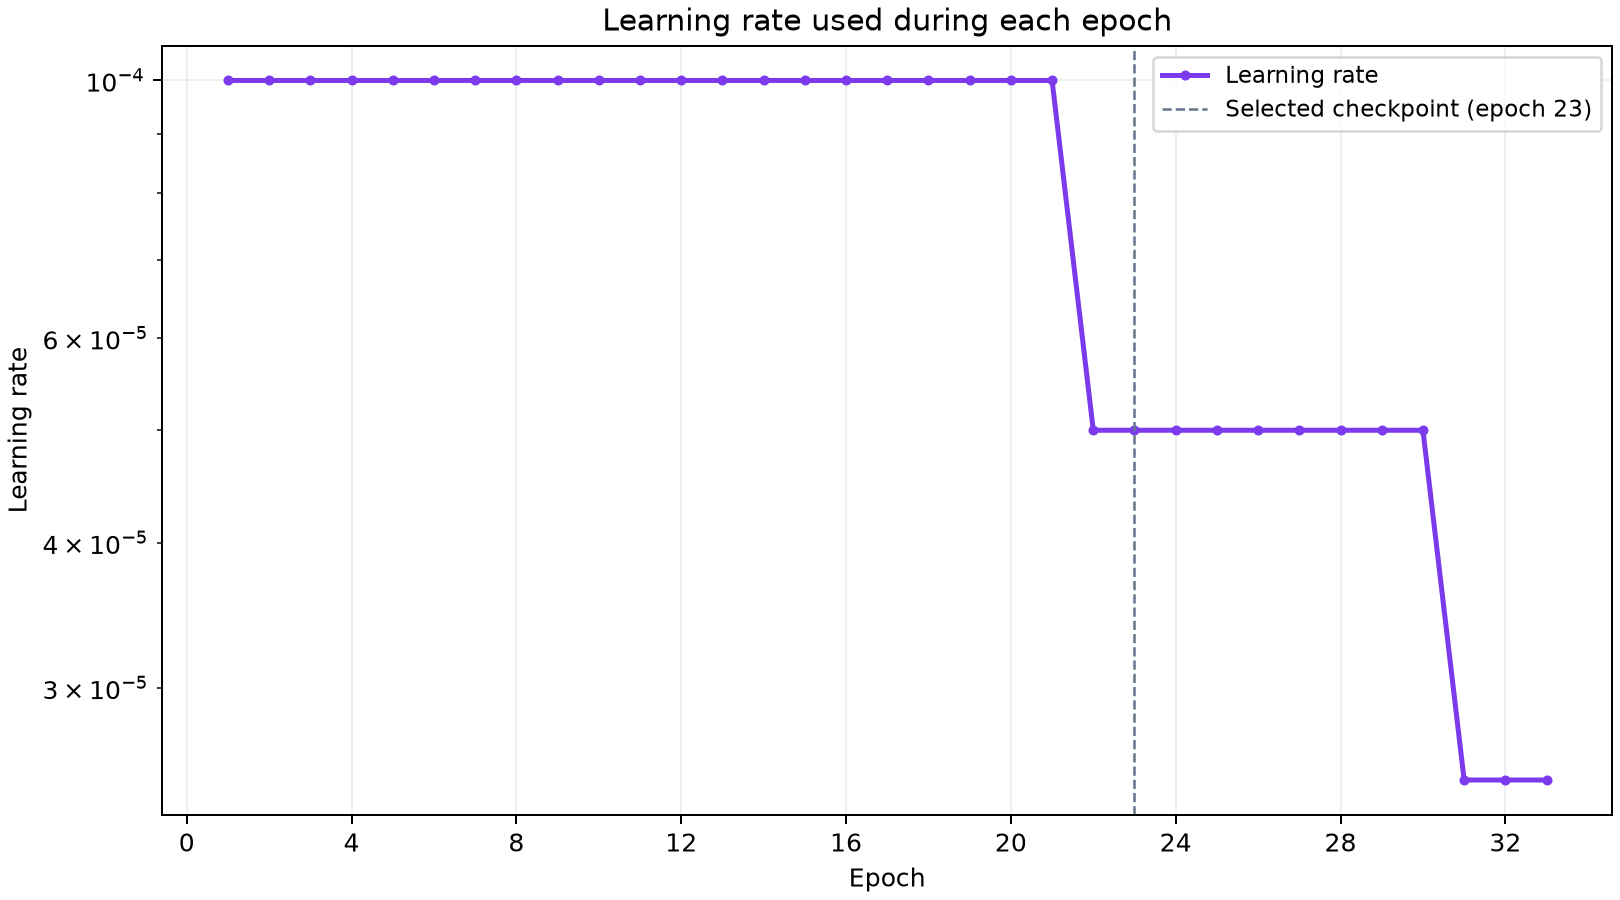 Learning rate used during each epoch
Learning rate
Selected checkpoint (epoch 23)
10⁻⁴
6 × 10⁻⁵
4 × 10⁻⁵
3 × 10⁻⁵
Learning rate
0 4 8 12 16 20 24 28 32
Epoch